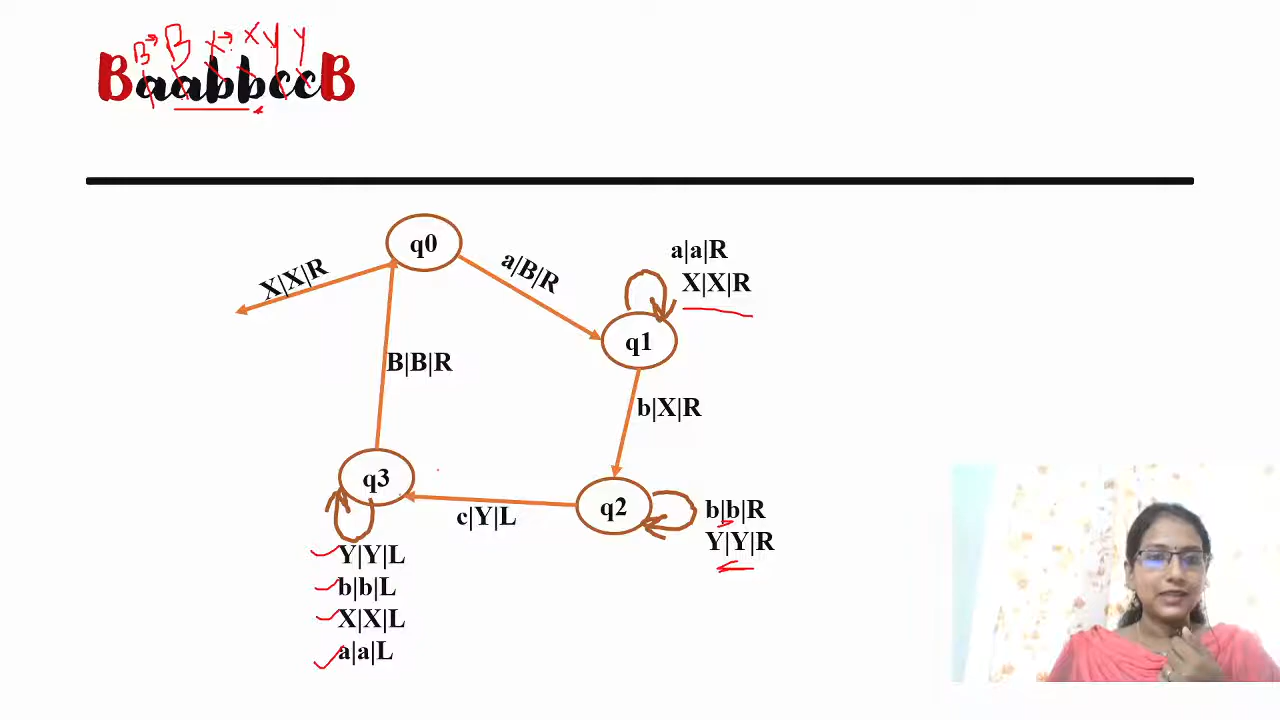 B B X X Y Y
BaabbccB
q0
a|a|R
X|X|R
a|B|R
X|X|R
q1
B|B|R
b|X|R
q3
q2
b|b|R
c|Y|L
Y|Y|R
Y|Y|L
b|b|L
X|X|L
a|a|L